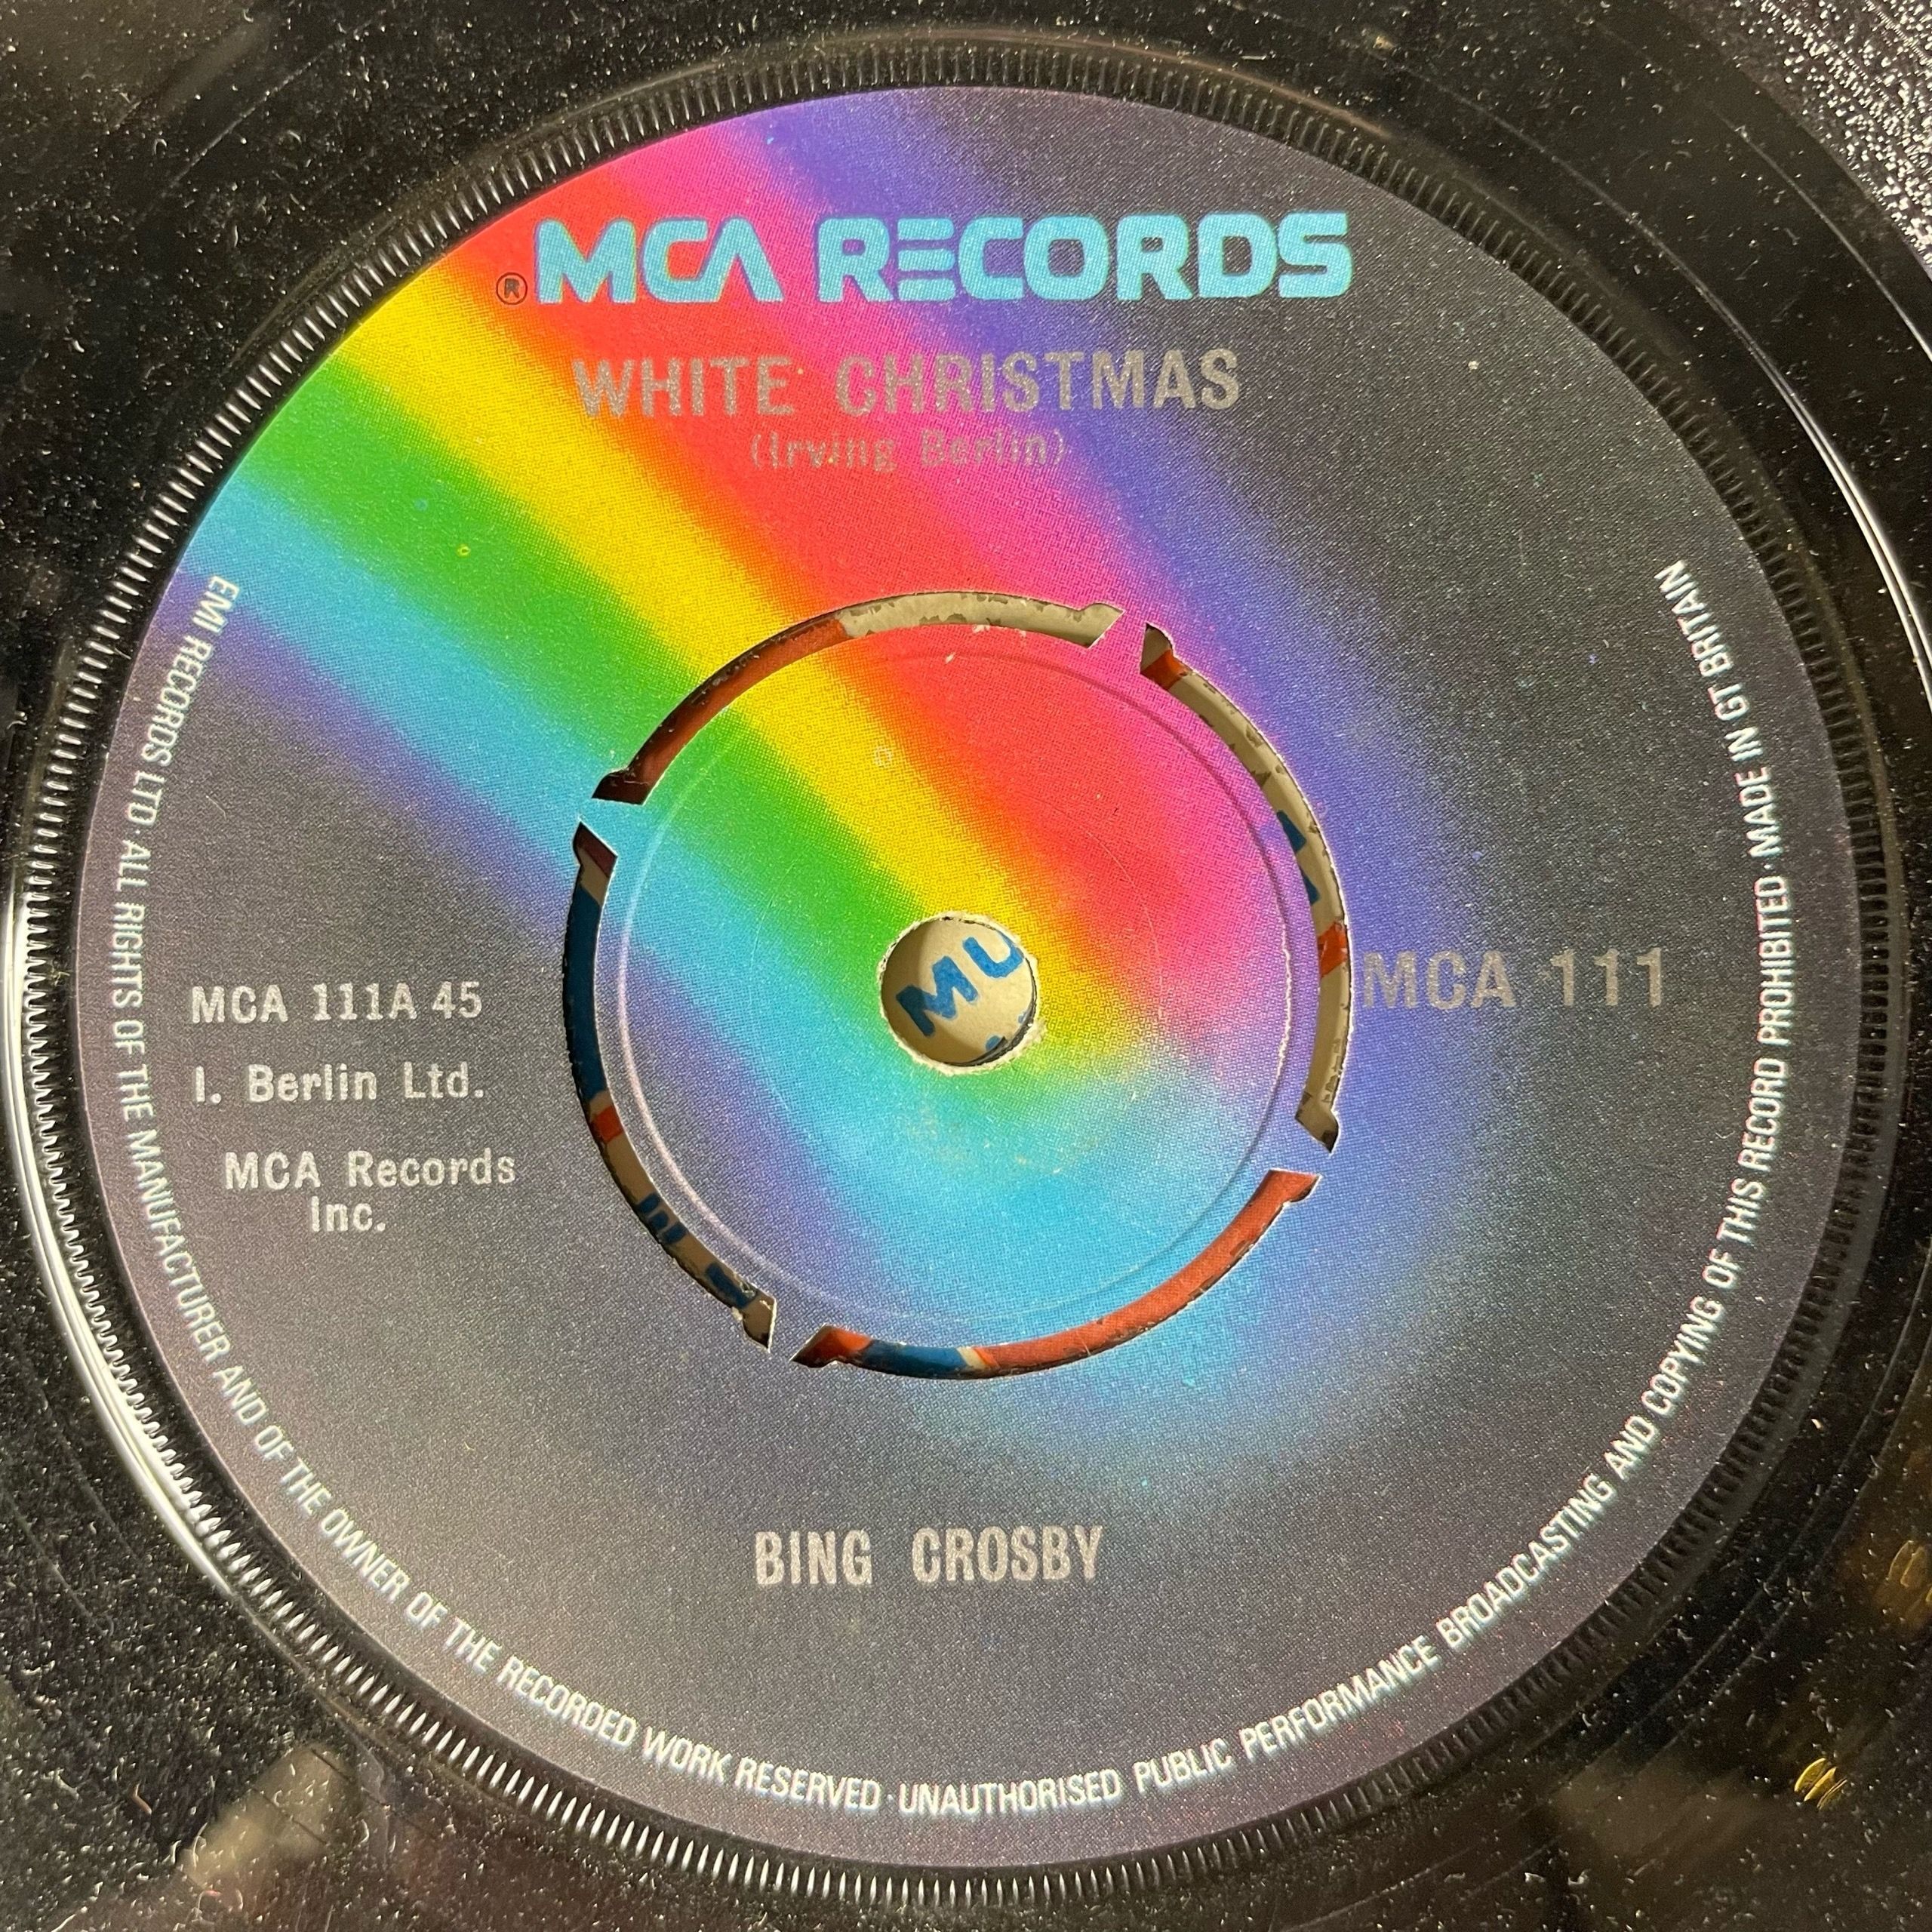 ® MCA RECORDS
WHITE CHRISTMAS
(Irving Berlin)
MCA 111A 45
I. Berlin Ltd.
MCA Records
Inc.
MCA 111
MU
BING CROSBY
EMI RECORDS LTD · ALL RIGHTS OF THE MANUFACTURER AND OF THE OWNER OF THE RECORDED WORK RESERVED · UNAUTHORISED PUBLIC PERFORMANCE BROADCASTING AND COPYING OF THIS RECORD PROHIBITED · MADE IN GT BRITAIN